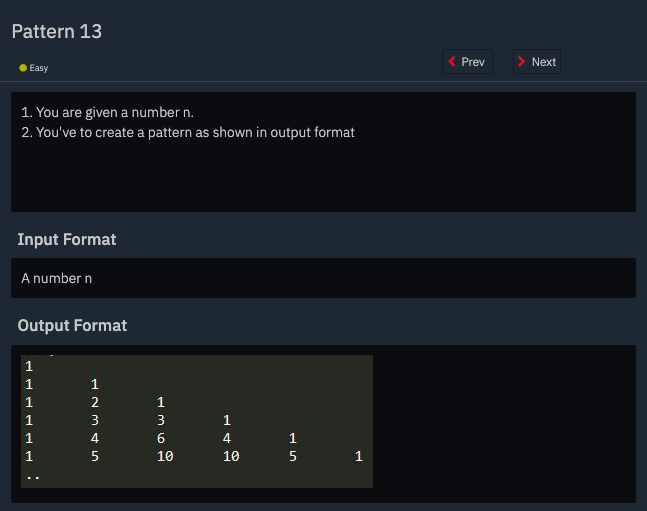 Pattern 13
Easy
Prev
Next
1. You are given a number n.
2. You've to create a pattern as shown in output format
Input Format
A number n
Output Format
1
1 1
1 2 1
1 3 3 1
1 4 6 4 1
1 5 10 10 5 1
..